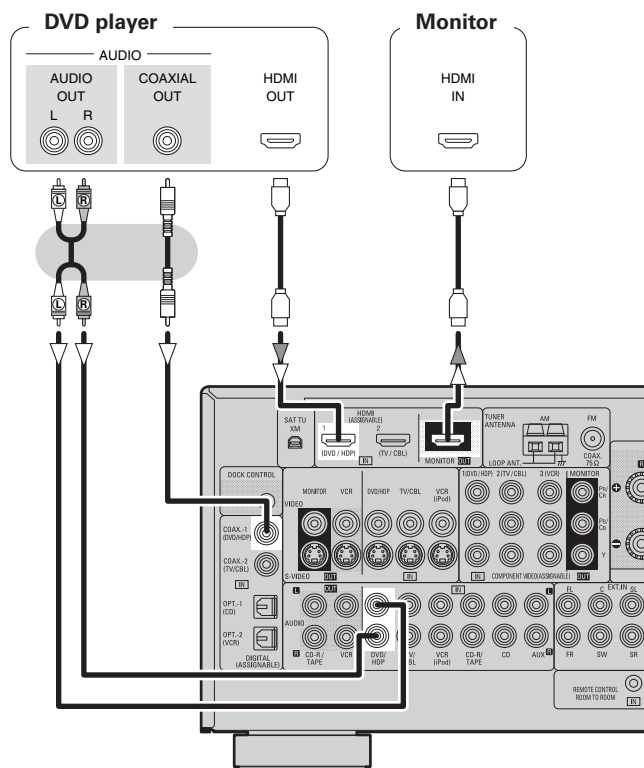 DVD player
Monitor
AUDIO
AUDIO
OUT
L R
COAXIAL
OUT
HDMI
OUT
HDMI
IN
L R
L R
SAT TU
XM
HDMI
(ASSIGNABLE)
1
(DVD / HDP)
2
(TV / CBL)
IN
MONITOR OUT
TUNER
ANTENNA
AM
FM
LOOP ANT.
COAX.
75Ω
DOCK CONTROL
MONITOR VCR DVD/HDP TV/CBL VCR
(iPod)
VIDEO
S-VIDEO OUT IN
1(DVD/HDP) 2(TV/CBL) 3(VCR) MONITOR
PR/
CR
PB/
CB
Y
IN COMPONENT VIDEO(ASSIGNABLE) OUT
COAX.-1
(DVD/HDP)
COAX.-2
(TV/CBL)
IN
OPT.-1
(CD)
OPT.-2
(VCR)
DIGITAL
(ASSIGNABLE)
L OUT IN L
AUDIO
R CD-R/
TAPE
VCR
DVD/
HDP
VCR
(iPod)
CD-R/
TAPE
CD
AUX R
FL C EXT.IN SL
FR SW SR
REMOTE CONTROL
ROOM TO ROOM
IN